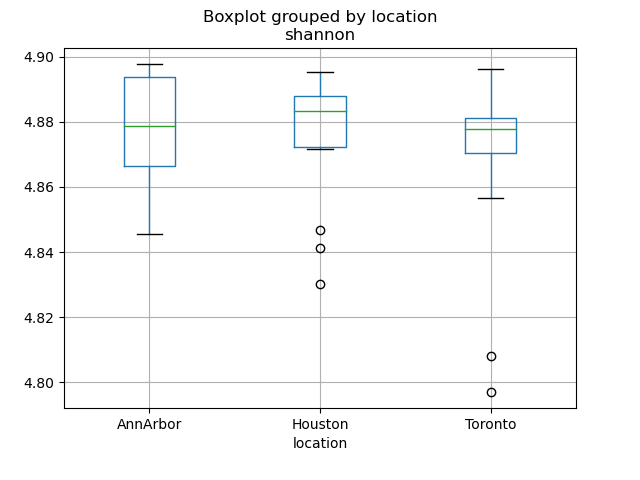 Boxplot grouped by location
shannon
4.90
4.88
4.86
4.84
4.82
4.80
AnnArbor
Houston
Toronto
location